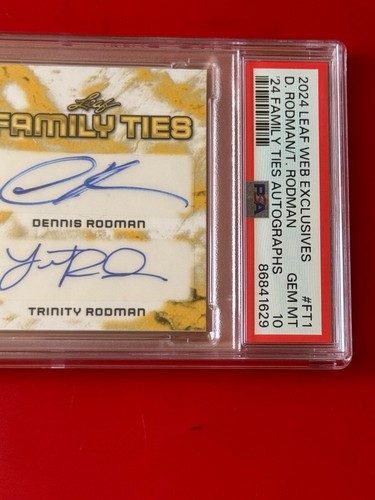 Leaf
FAMILY TIES
DENNIS RODMAN
TRINITY RODMAN
2024 LEAF WEB EXCLUSIVES #FT1
D. RODMAN/T. RODMAN GEM MT
'24 FAMILY TIES AUTOGRAPHS 10
PSA 86841629